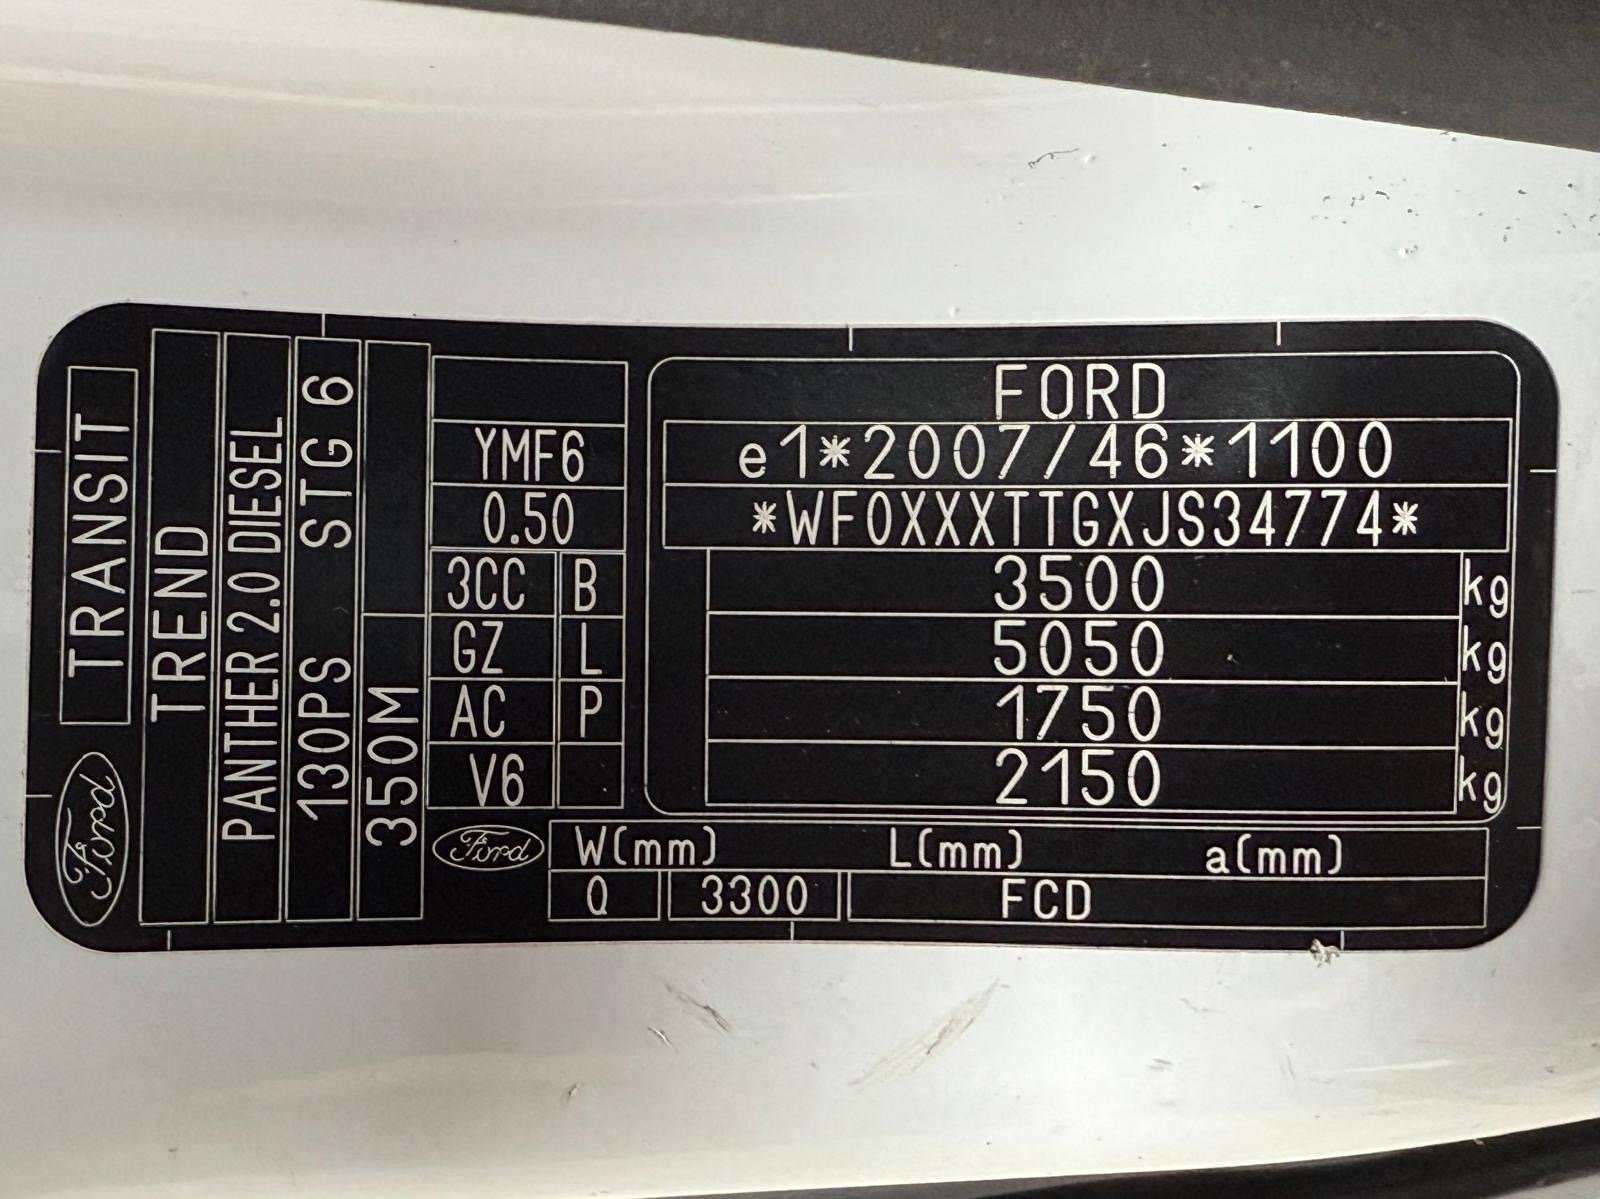 TRANSIT
TREND
PANTHER 2.0 DIESEL
130PS STG 6
350M
Ford
YMF6
0.50
3CC B
GZ L
AC P
V6
FORD
e1*2007/46*1100
*WF0XXXTTGXJS34774*
3500 kg
5050 kg
1750 kg
2150 kg
Ford
W(mm) L(mm) a(mm)
Q 3300 FCD